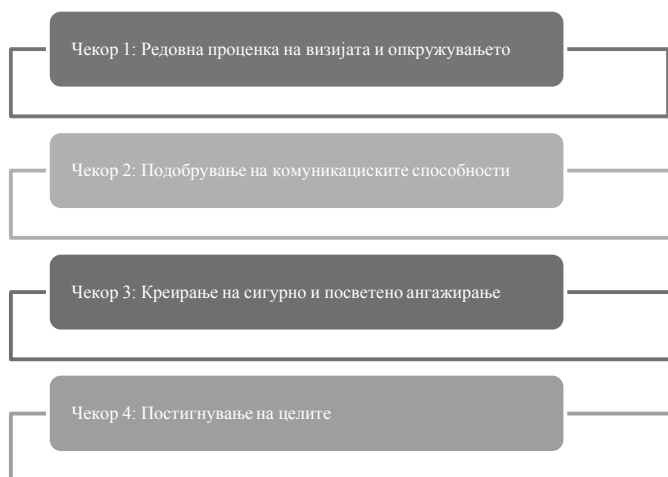 Чекор 1: Редовна проценка на визијата и опкружувањето
Чекор 2: Подобрување на комуникациските способности
Чекор 3: Креирање на сигурно и посветено ангажирање
Чекор 4: Постигнување на целите